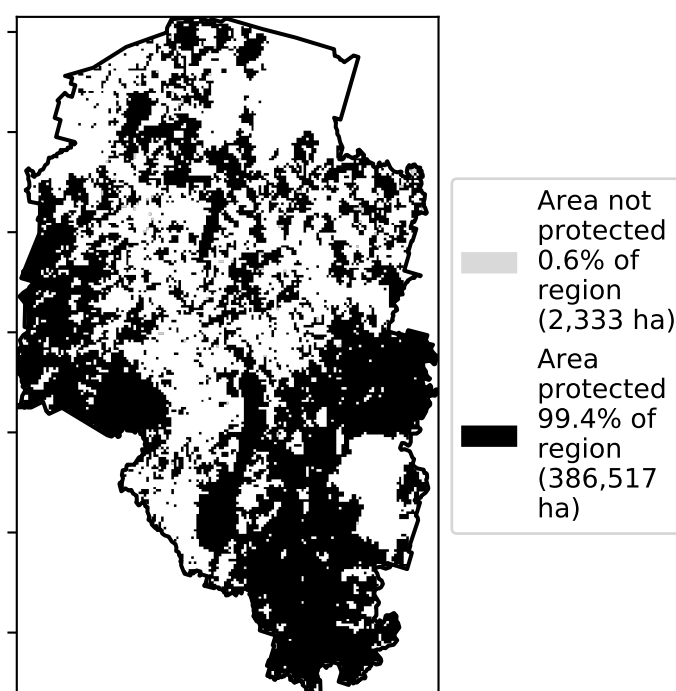 Area not
protected
0.6% of
region
(2,333 ha)
Area
protected
99.4% of
region
(386,517
ha)